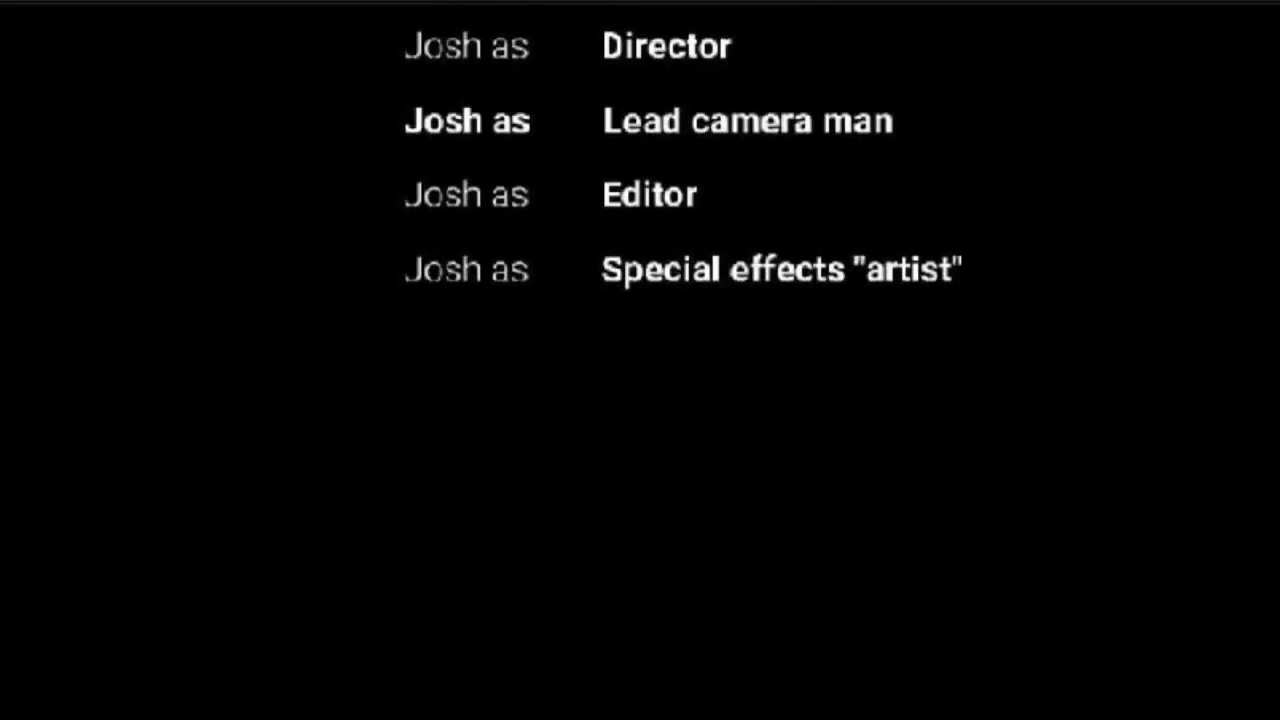 Josh as Director
Josh as Lead camera man
Josh as Editor
Josh as Special effects "artist"